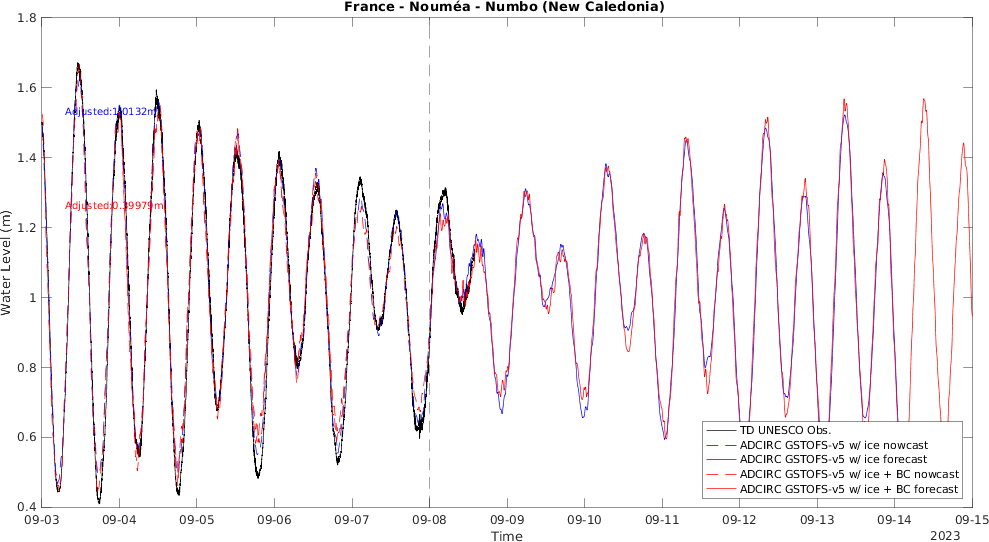 France - Nouméa - Numbo (New Caledonia)
1.8
1.6
1.4
1.2
1
0.8
0.6
0.4
Water Level (m)
Adjusted:1.0132m
Adjusted:0.39979m
TD UNESCO Obs.
ADCIRC GSTOFS-v5 w/ ice nowcast
ADCIRC GSTOFS-v5 w/ ice forecast
ADCIRC GSTOFS-v5 w/ ice + BC nowcast
ADCIRC GSTOFS-v5 w/ ice + BC forecast
09-03 09-04 09-05 09-06 09-07 09-08 09-09 09-10 09-11 09-12 09-13 09-14 09-15
Time
2023